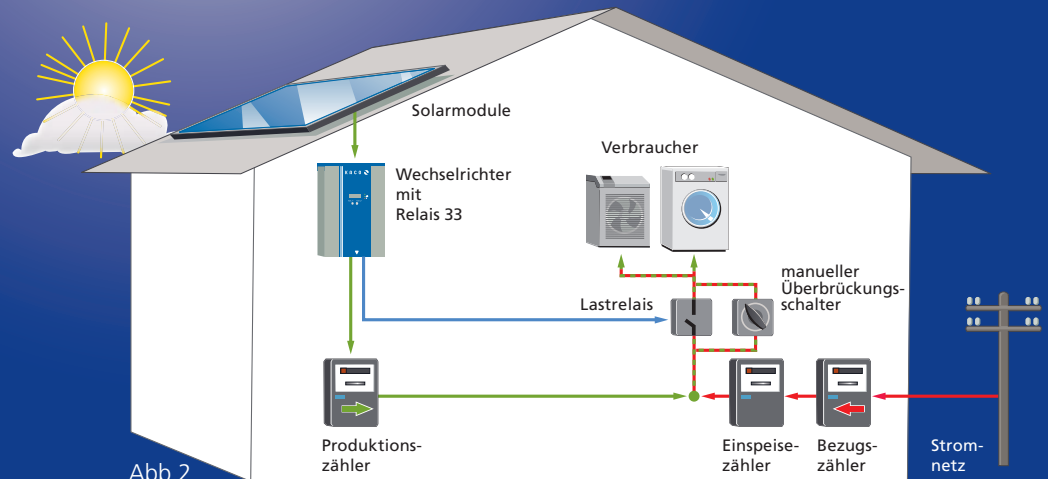 Solarmodule
Wechselrichter
mit
Relais 33
KACO
Verbraucher
manueller
Überbrückungs-
schalter
Lastrelais
Produktions-
zähler
Einspeise-
zähler
Bezugs-
zähler
Strom-
netz
Abb 2